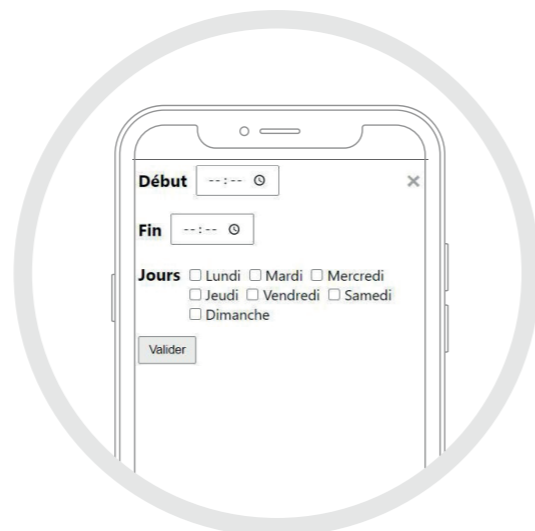 Début --:-- ×
Fin --:--
Jours Lundi Mardi Mercredi
Jeudi Vendredi Samedi
Dimanche
Valider